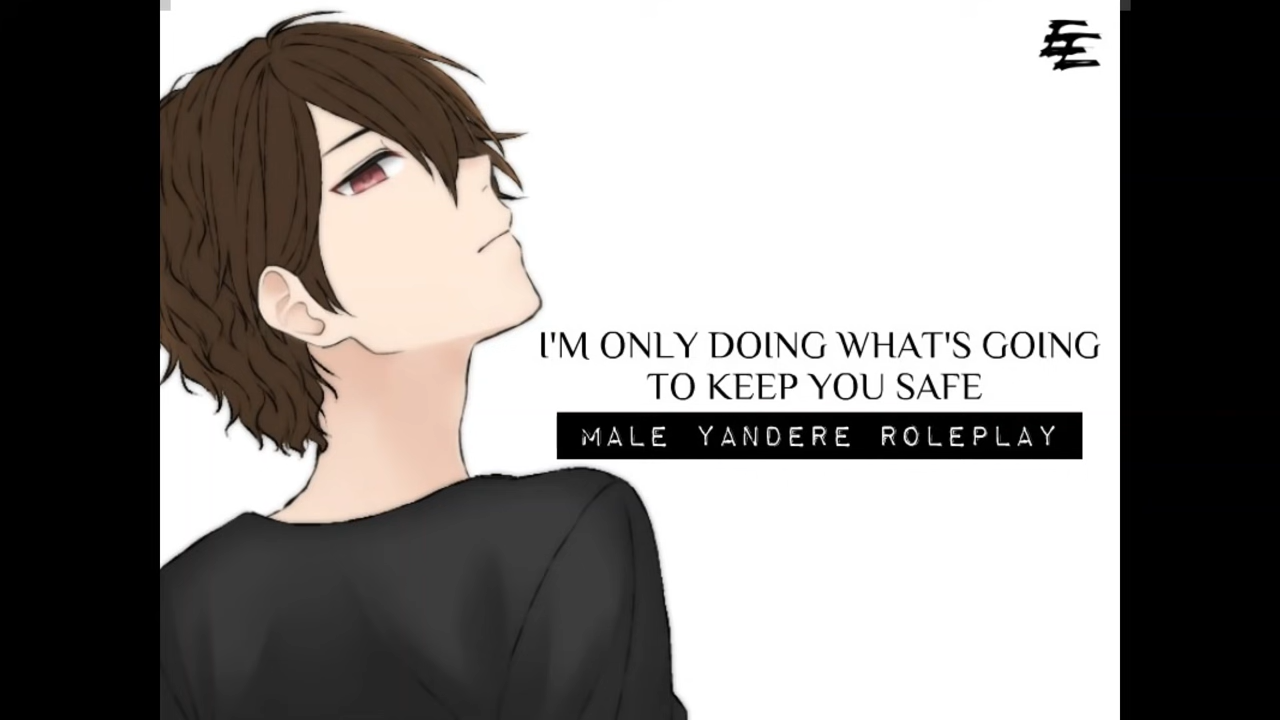 I'M ONLY DOING WHAT'S GOING
TO KEEP YOU SAFE
MALE YANDERE ROLEPLAY